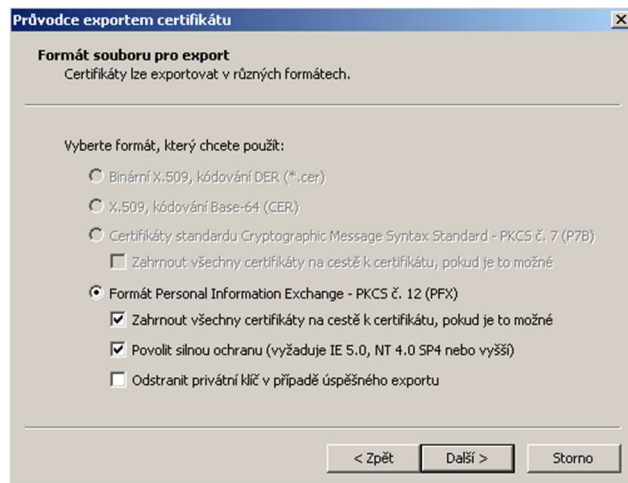 Průvodce exportem certifikátu
Formát souboru pro export
Certifikáty lze exportovat v různých formátech.
Vyberte formát, který chcete použít:
Binární X.509, kódování DER (*.cer)
X.509, kódování Base-64 (CER)
Certifikáty standardu Cryptographic Message Syntax Standard - PKCS č. 7 (P7B)
Zahrnout všechny certifikáty na cestě k certifikátu, pokud je to možné
Formát Personal Information Exchange - PKCS č. 12 (PFX)
Zahrnout všechny certifikáty na cestě k certifikátu, pokud je to možné
Povolit silnou ochranu (vyžaduje IE 5.0, NT 4.0 SP4 nebo vyšší)
Odstranit privátní klíč v případě úspěšného exportu
< Zpět Další > Storno